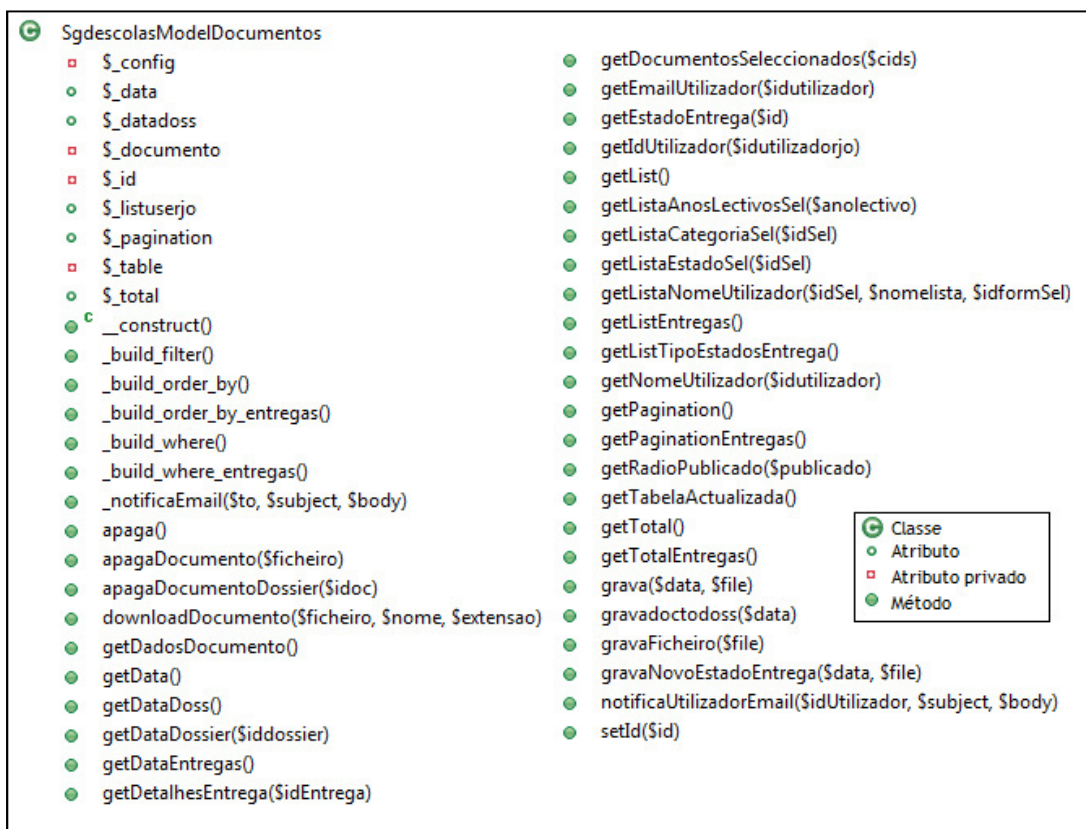 SgdescolasModelDocumentos
$_config
$_data
$_datadoss
$_documento
$_id
$_listuserjo
$_pagination
$_table
$_total
__construct()
_build_filter()
_build_order_by()
_build_order_by_entregas()
_build_where()
_build_where_entregas()
_notificaEmail($to, $subject, $body)
apaga()
apagaDocumento($ficheiro)
apagaDocumentoDossier($idoc)
downloadDocumento($ficheiro, $nome, $extensao)
getDadosDocumento()
getData()
getDataDoss()
getDataDossier($iddossier)
getDataEntregas()
getDetalhesEntrega($idEntrega)
getDocumentosSeleccionados($cids)
getEmailUtilizador($idutilizador)
getEstadoEntrega($id)
getIdUtilizador($idutilizadorjo)
getList()
getListaAnosLectivosSel($anolectivo)
getListaCategoriaSel($idSel)
getListaEstadoSel($idSel)
getListaNomeUtilizador($idSel, $nomelista, $idformSel)
getListEntregas()
getListTipoEstadosEntrega()
getNomeUtilizador($idutilizador)
getPagination()
getPaginationEntregas()
getRadioPublicado($publicado)
getTabelaActualizada()
getTotal()
getTotalEntregas()
grava($data, $file)
gravadoctodoss($data)
gravaFicheiro($file)
gravaNovoEstadoEntrega($data, $file)
notificaUtilizadorEmail($idUtilizador, $subject, $body)
setId($id)
C Classe
Atributo
Atributo privado
Método